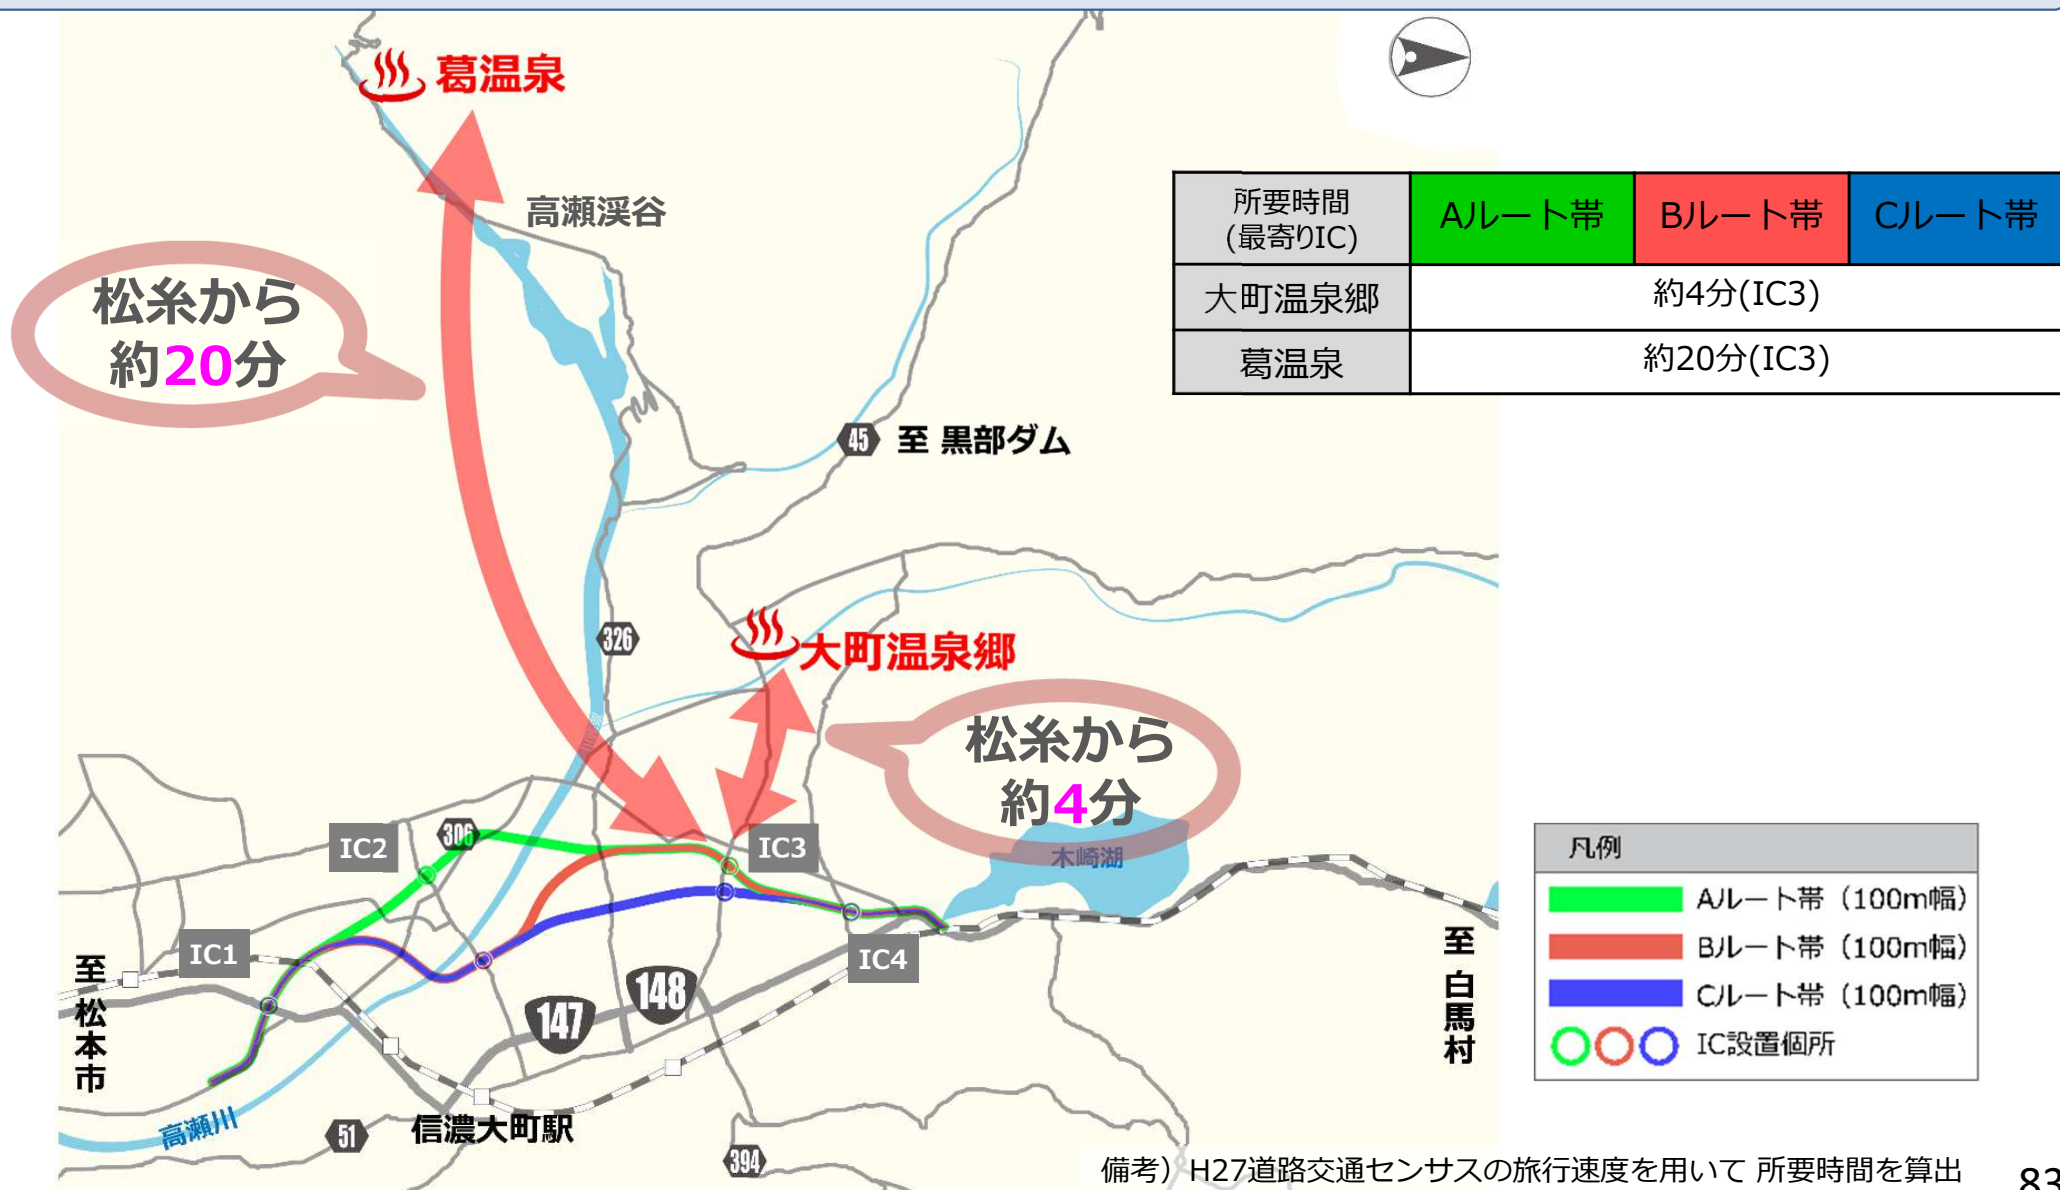 葛温泉
高瀬渓谷
松糸から
約20分
所要時間
(最寄りIC)
Aルート帯
Bルート帯
Cルート帯
大町温泉郷
約4分(IC3)
葛温泉
約20分(IC3)
45
至 黒部ダム
326
大町温泉郷
松糸から
約4分
306
IC2
IC3
木崎湖
IC1
IC4
147
148
至 松本市
至 白馬村
高瀬川
51
信濃大町駅
394
凡例
Aルート帯（100m幅）
Bルート帯（100m幅）
Cルート帯（100m幅）
IC設置個所
備考）H27道路交通センサスの旅行速度を用いて 所要時間を算出
83